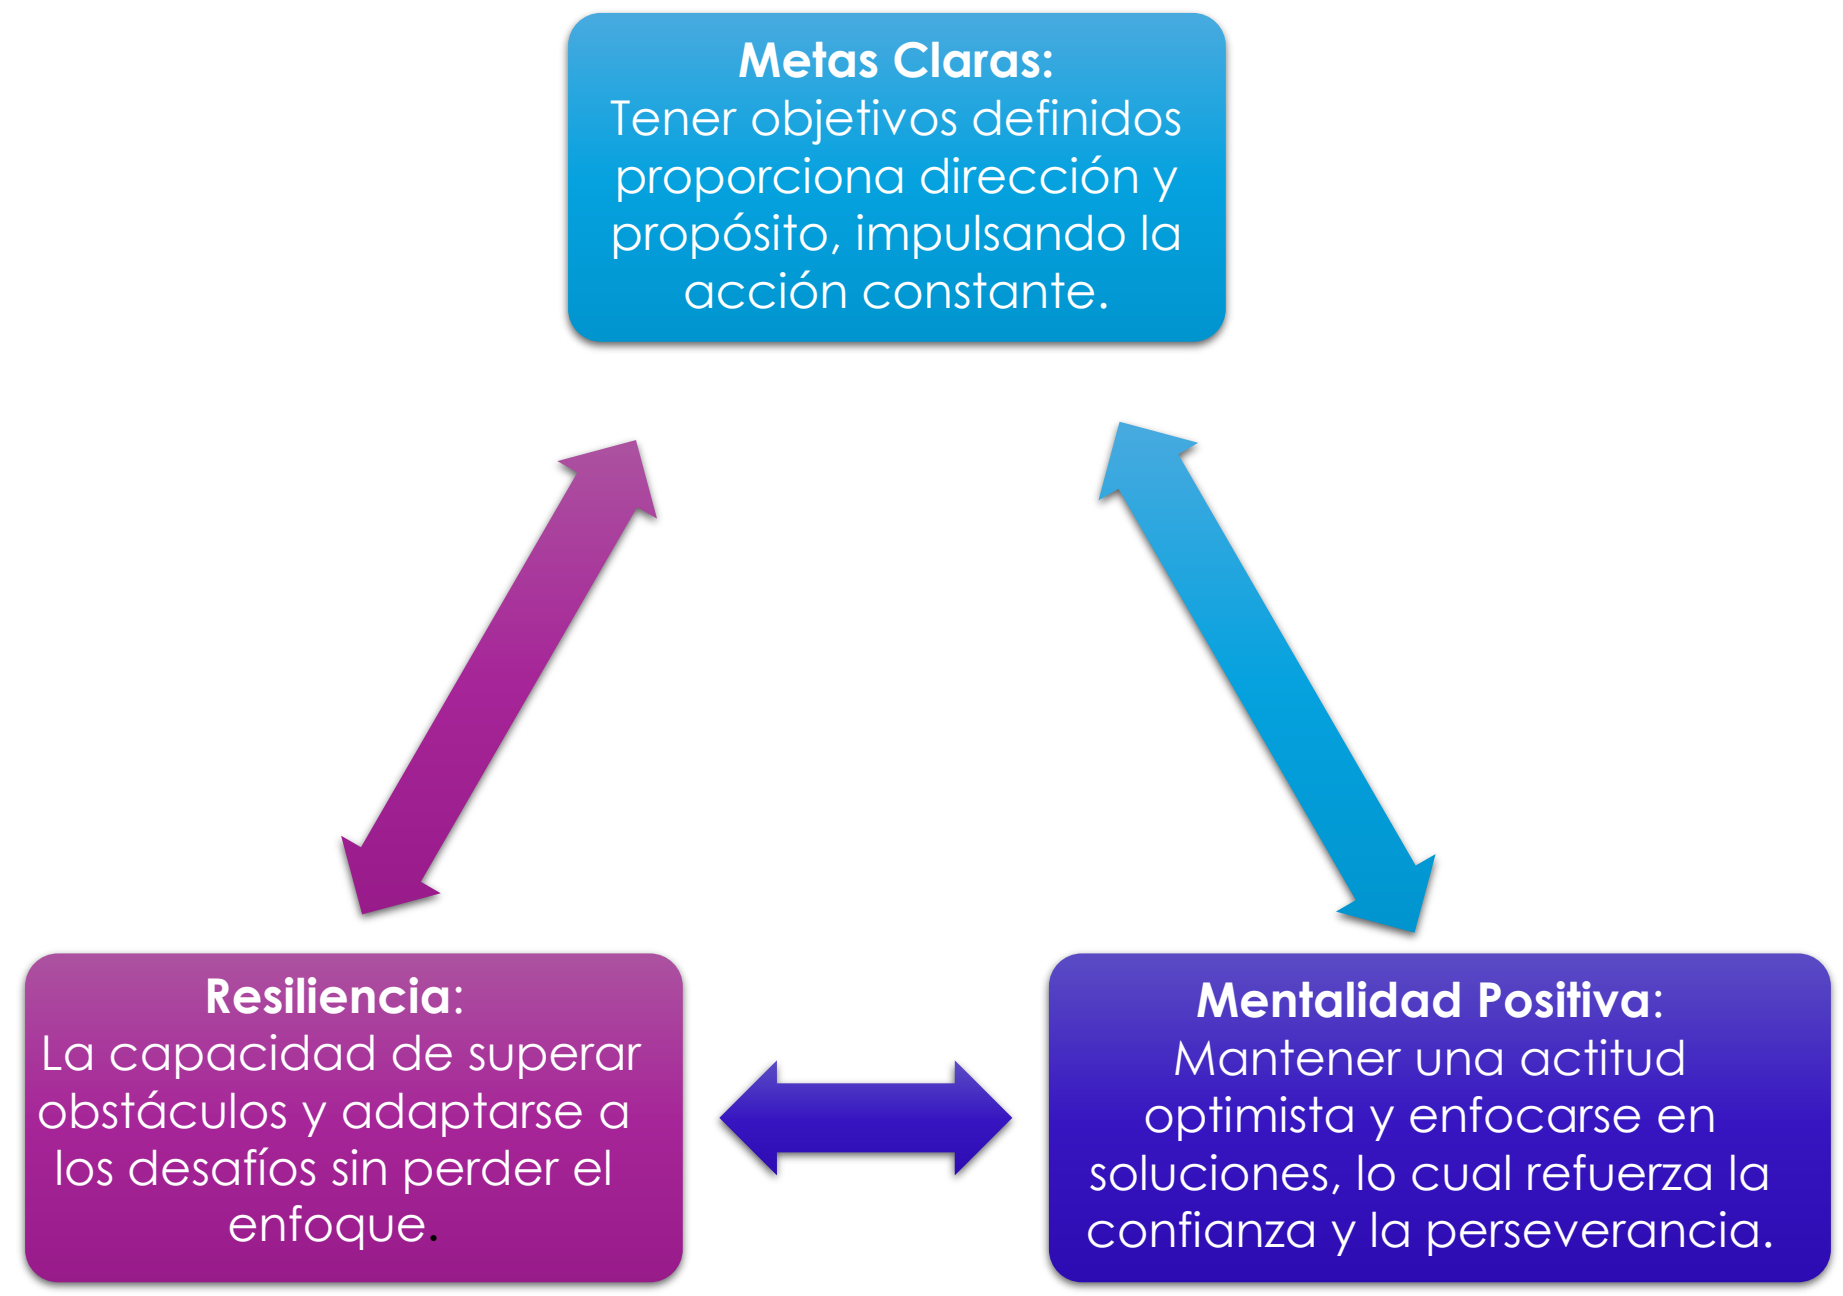 Metas Claras:
Tener objetivos definidos
proporciona dirección y
propósito, impulsando la
acción constante.
Resiliencia:
La capacidad de superar
obstáculos y adaptarse a
los desafíos sin perder el
enfoque.
Mentalidad Positiva:
Mantener una actitud
optimista y enfocarse en
soluciones, lo cual refuerza la
confianza y la perseverancia.